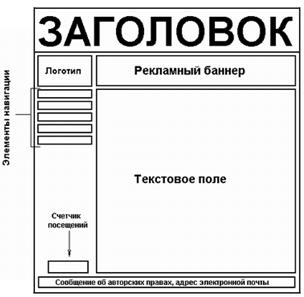 ЗАГОЛОВОК
Логотип
Рекламный баннер
Элементы навигации
Текстовое поле
Счетчик
посещений
Сообщение об авторских правах, адрес электронной почты